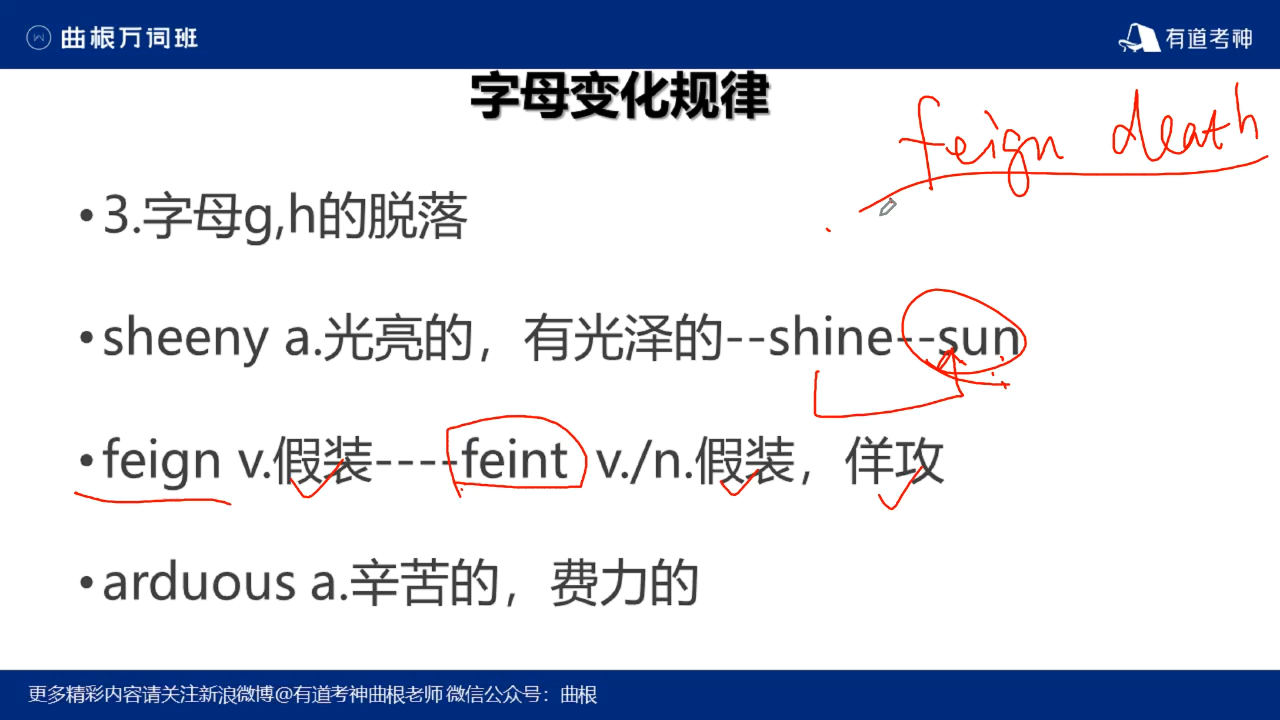 曲根万词班
有道考神
字母变化规律
feign death
•3.字母g,h的脱落
•sheeny a.光亮的，有光泽的--shine--sun
•feign v.假装----feint v./n.假装，佯攻
•arduous a.辛苦的，费力的
更多精彩内容请关注新浪微博@有道考神曲根老师 微信公众号：曲根